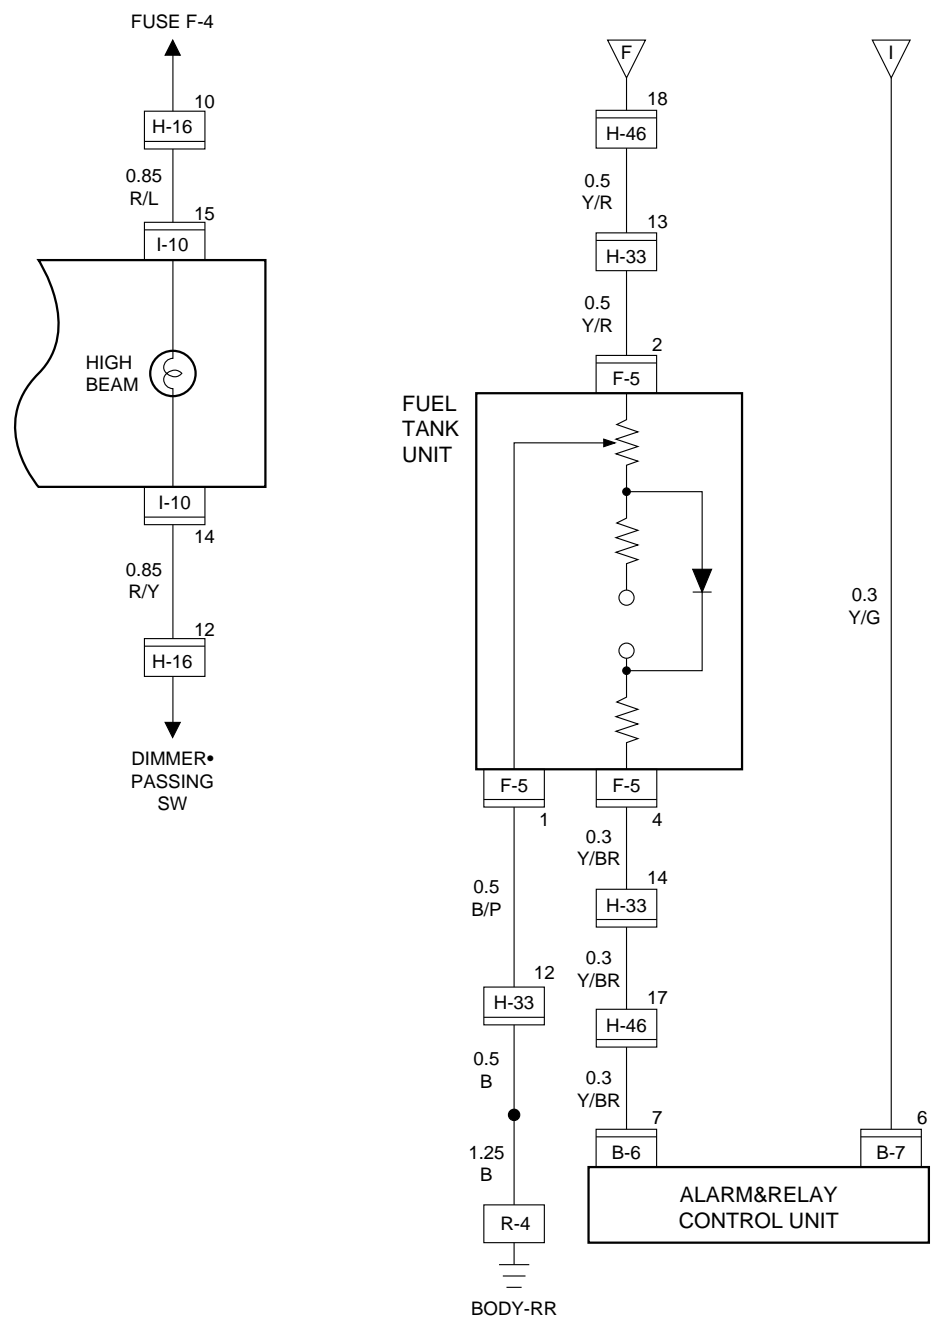 FUSE F-4
10
H-16
0.85
R/L
15
I-10
HIGH
BEAM
I-10
14
0.85
R/Y
12
H-16
DIMMER•
PASSING
SW
F
18
H-46
0.5
Y/R
13
H-33
0.5
Y/R
2
F-5
FUEL
TANK
UNIT
F-5
1
0.5
B/P
12
H-33
0.5
B
1.25
B
R-4
BODY-RR
F-5
4
0.3
Y/BR
14
H-33
0.3
Y/BR
17
H-46
0.3
Y/BR
7
B-6
I
0.3
Y/G
6
B-7
ALARM&RELAY
CONTROL UNIT